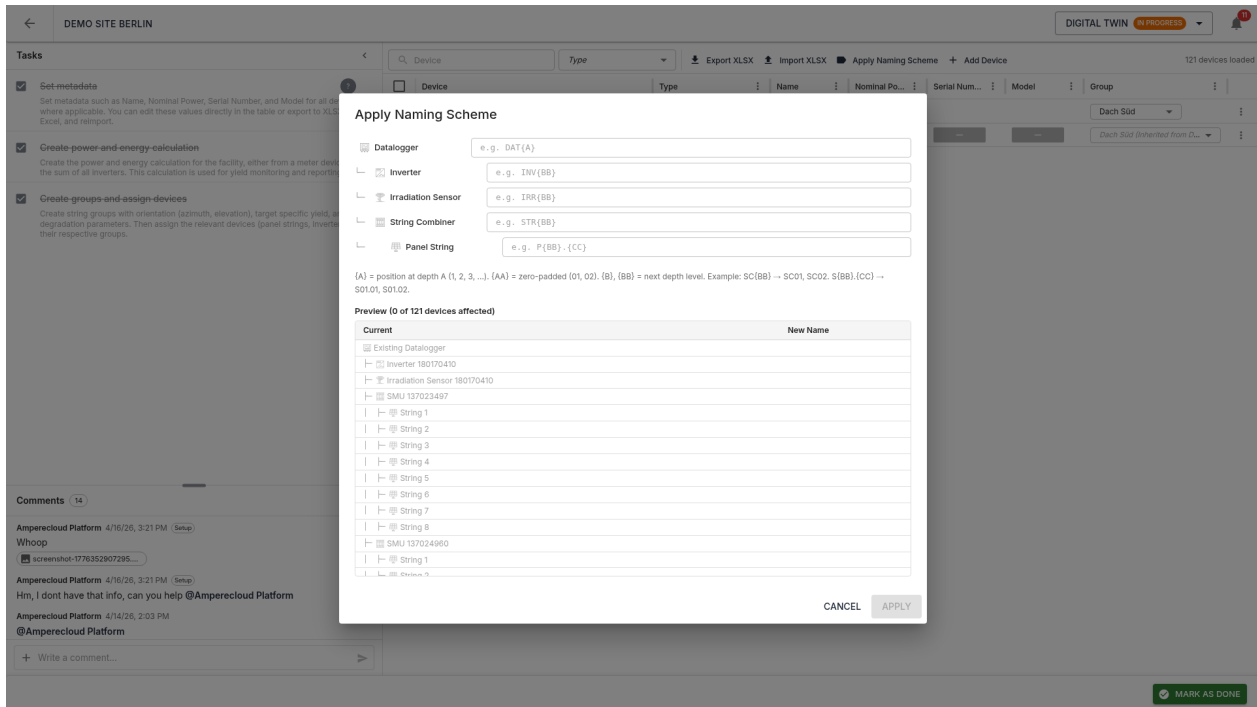 DEMO SITE BERLIN
DIGITAL TWIN IN PROGRESS
11
Tasks
Device
Type
Export XLSX
Import XLSX
Apply Naming Scheme
Add Device
121 devices loaded
Set metadata
Set metadata such as Name, Nominal Power, Serial Number, and Model for all de
where applicable. You can edit these values directly in the table or export to XLS
Excel, and reimport.
Create power and energy calculation
Create the power and energy calculation for the facility, either from a meter devic
the sum of all inverters. This calculation is used for yield monitoring and reporting
Create groups and assign devices
Create string groups with orientation (azimuth, elevation), target specific yield, a
degradation parameters. Then assign the relevant devices (panel strings, inverte
their respective groups.
Device
Type
Name
Nominal Po...
Serial Num...
Model
Group
Dach Süd
Dach Süd (inherited from D...
Apply Naming Scheme
Datalogger
e.g. DAT{A}
Inverter
e.g. INV{BB}
Irradiation Sensor
e.g. IRR{BB}
String Combiner
e.g. STR{BB}
Panel String
e.g. P{BB}.{CC}
{A} = position at depth A (1, 2, 3, ...). {AA} = zero-padded (01, 02). {B}, {BB} = next depth level. Example: SC{BB} → SC01, SC02. S{BB}.{CC} →
S01.01, S01.02.
Preview (0 of 121 devices affected)
Current
New Name
Existing Datalogger
Inverter 180170410
Irradiation Sensor 180170410
SMU 137023497
String 1
String 2
String 3
String 4
String 5
String 6
String 7
String 8
SMU 137024960
String 1
String 2
CANCEL
APPLY
Comments 14
Amperecloud Platform 4/16/26, 3:21 PM Setup
Whoop
screenshot-1776352907295....
Amperecloud Platform 4/16/26, 3:21 PM Setup
Hm, I dont have that info, can you help @Amperecloud Platform
Amperecloud Platform 4/14/26, 2:03 PM
@Amperecloud Platform
Write a comment...
MARK AS DONE